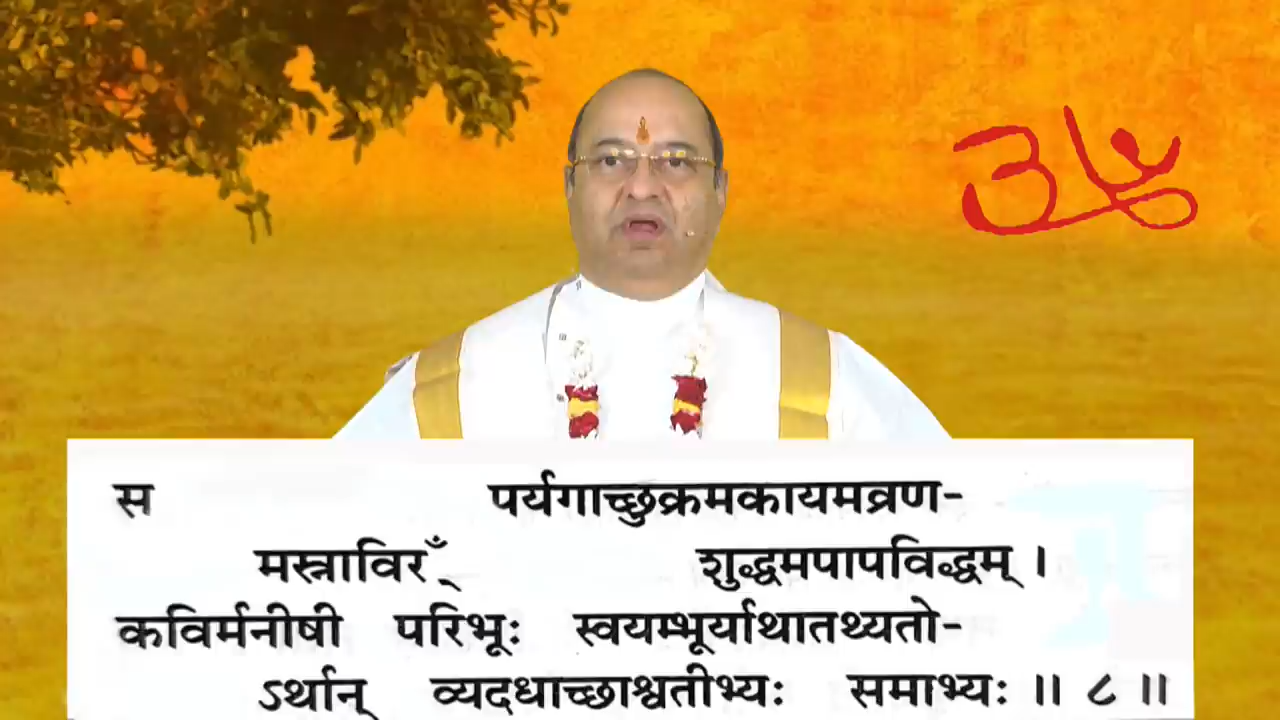 ॐ
स पर्यगाच्छुक्रमकायमव्रण-
मस्नाविरँ् शुद्धमपापविद्धम् ।
कविर्मनीषी परिभूः स्वयम्भूर्याथातथ्यतो-
ऽर्थान् व्यदधाच्छाश्वतीभ्यः समाभ्यः ॥ ८ ॥